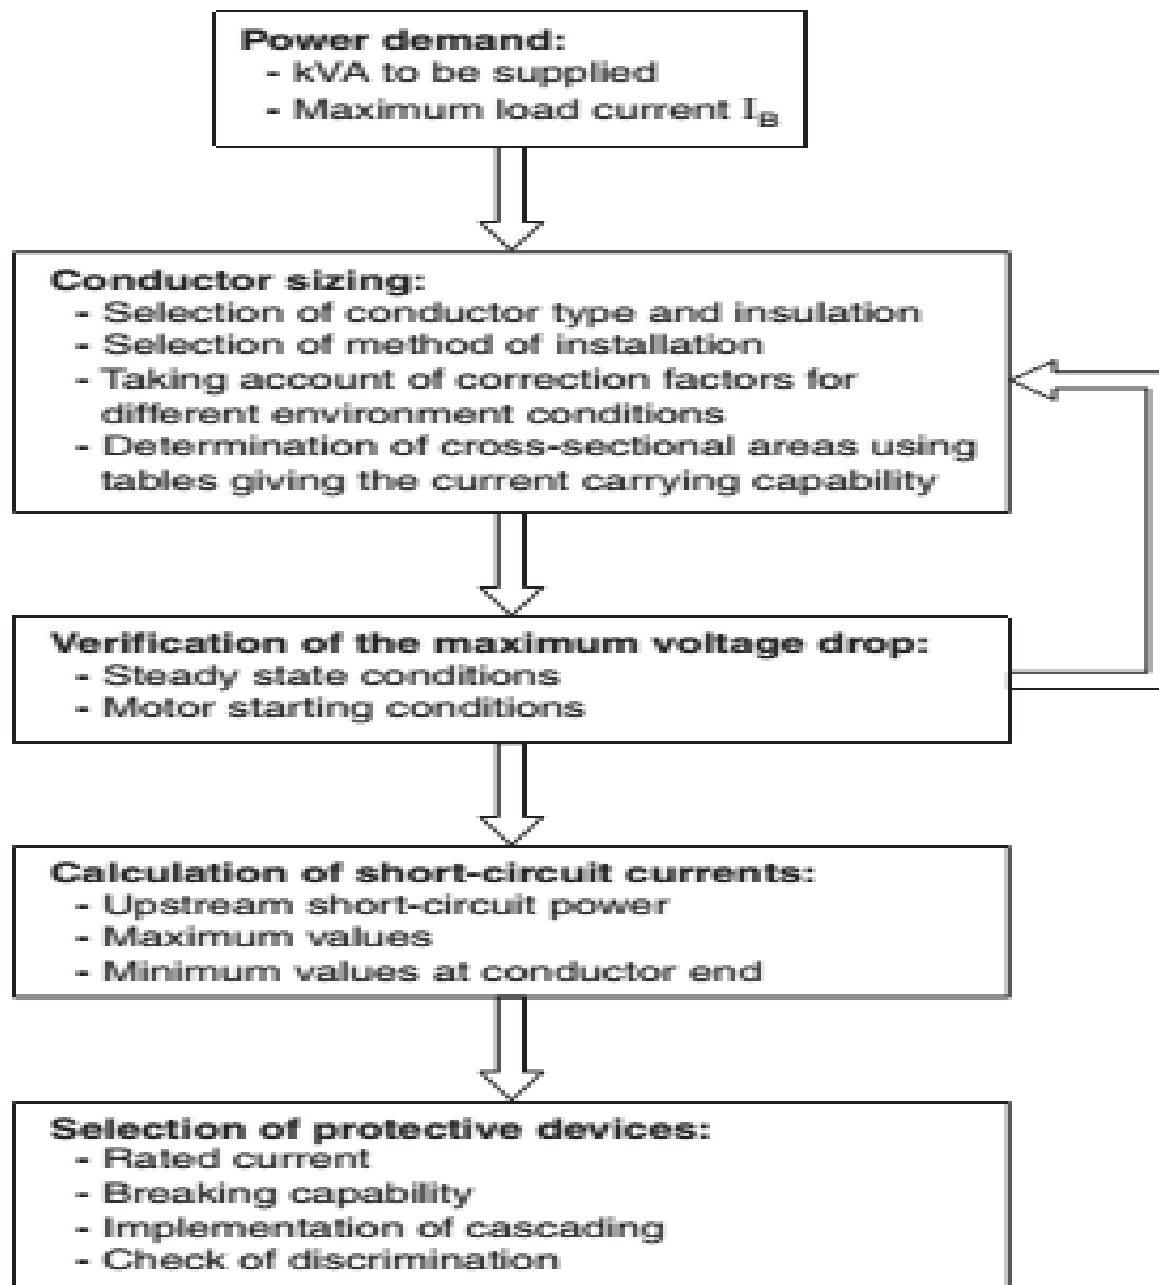 Power demand:
- kVA to be supplied
- Maximum load current I_B
Conductor sizing:
- Selection of conductor type and insulation
- Selection of method of installation
- Taking account of correction factors for
different environment conditions
- Determination of cross-sectional areas using
tables giving the current carrying capability
Verification of the maximum voltage drop:
- Steady state conditions
- Motor starting conditions
Calculation of short-circuit currents:
- Upstream short-circuit power
- Maximum values
- Minimum values at conductor end
Selection of protective devices:
- Rated current
- Breaking capability
- Implementation of cascading
- Check of discrimination